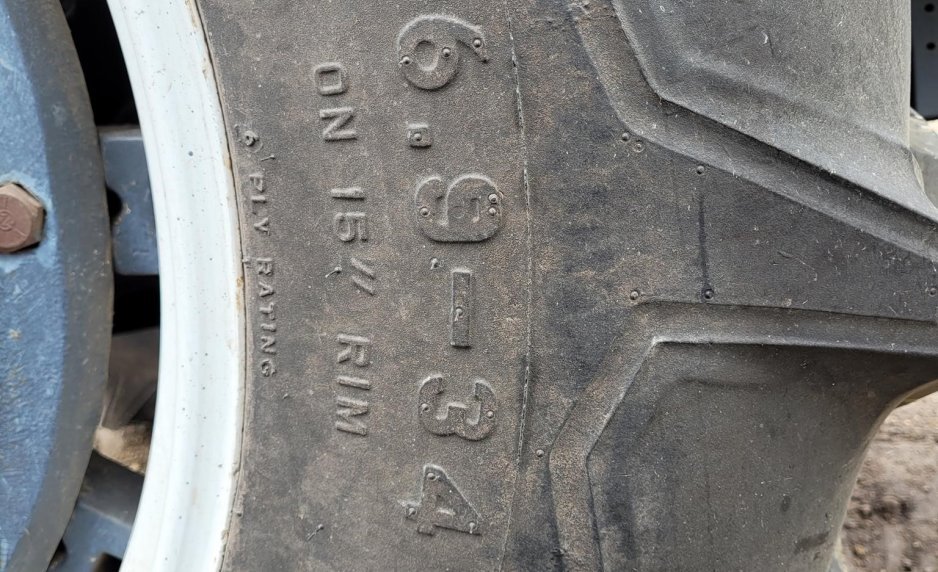 6.9-34
ON 15" RIM
6 PLY RATING